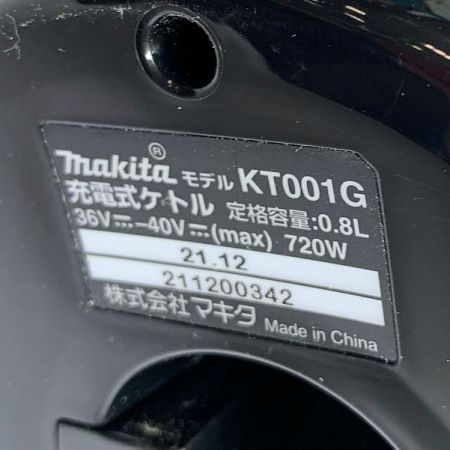 makita® モデル KT001G
充電式ケトル 定格容量:0.8L
36V⎓-40V⎓(max) 720W
21.12
211200342
株式会社マキタ Made in China